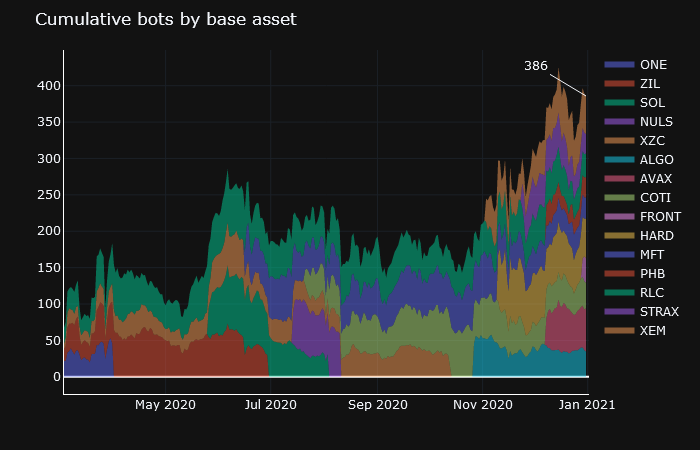 Cumulative bots by base asset
386
400
350
300
250
200
150
100
50
0
May 2020
Jul 2020
Sep 2020
Nov 2020
Jan 2021
ONE
ZIL
SOL
NULS
XZC
ALGO
AVAX
COTI
FRONT
HARD
MFT
PHB
RLC
STRAX
XEM